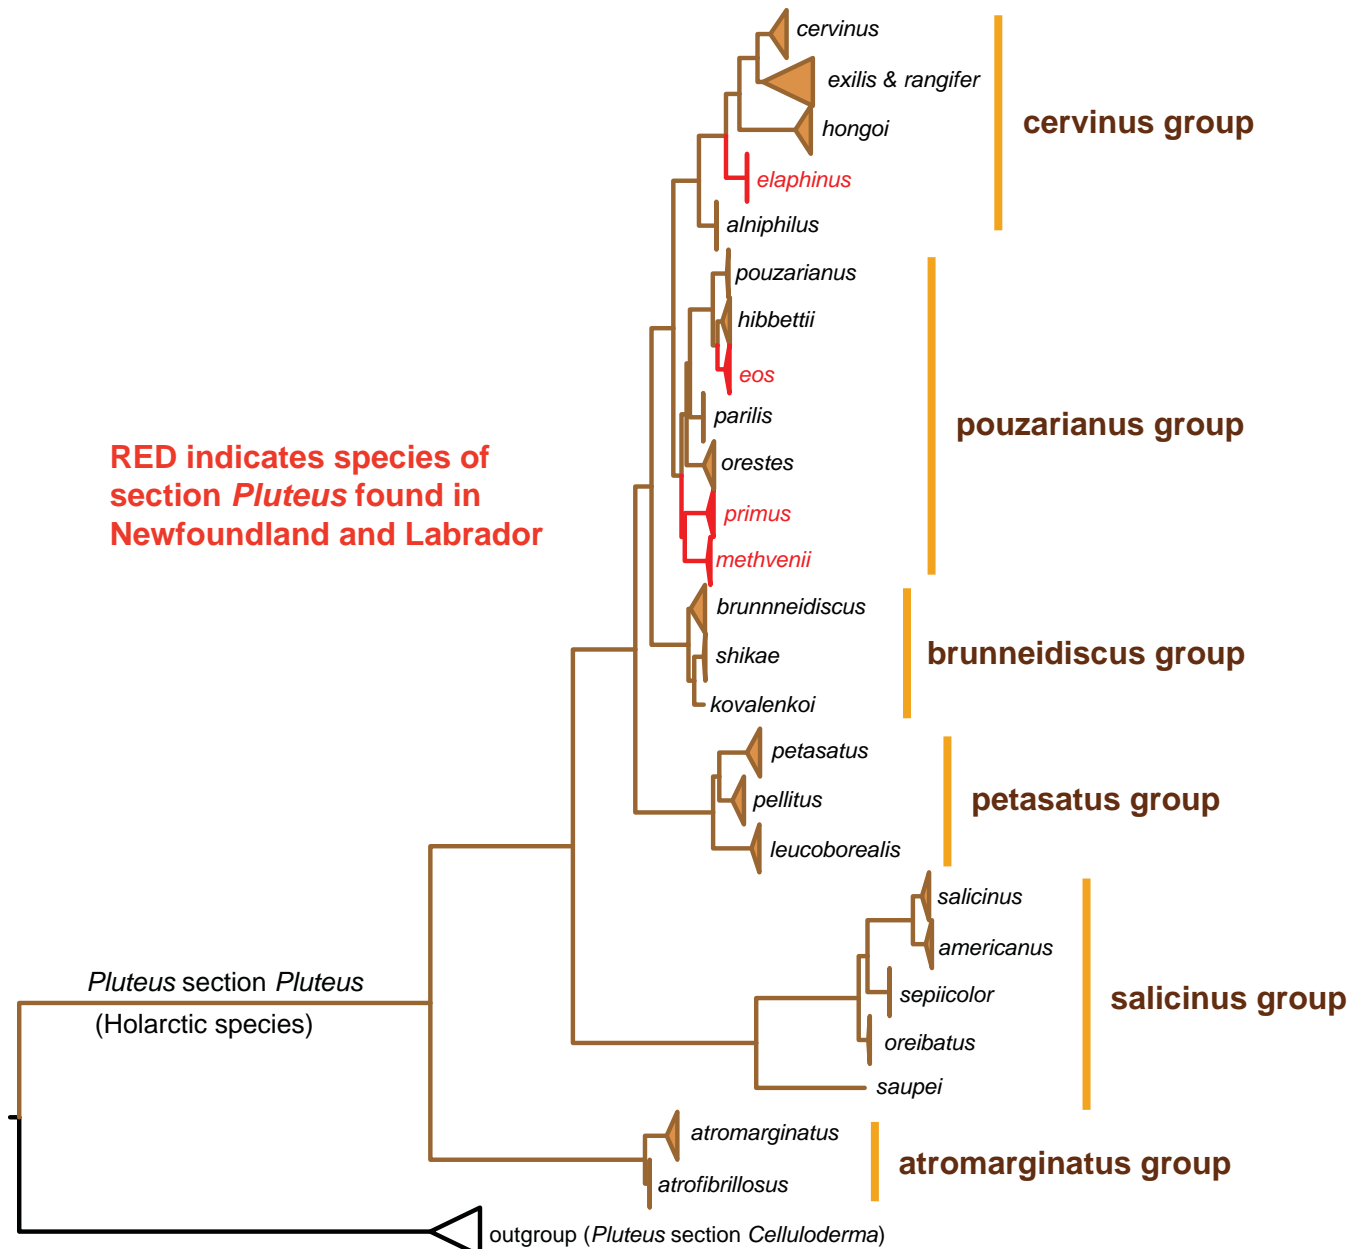 cervinus
exilis & rangifer
hongoi
cervinus group
elaphinus
alniphilus
pouzarianus
hibbettii
eos
parilis
pouzarianus group
orestes
primus
methvenii
RED indicates species of
section Pluteus found in
Newfoundland and Labrador
brunnneidiscus
shikae
brunneidiscus group
kovalenkoi
petasatus
pellitus
petasatus group
leucoborealis
salicinus
americanus
sepiicolor
salicinus group
oreibatus
saupei
Pluteus section Pluteus
(Holarctic species)
atromarginatus
atrofibrillosus
atromarginatus group
outgroup (Pluteus section Celluloderma)